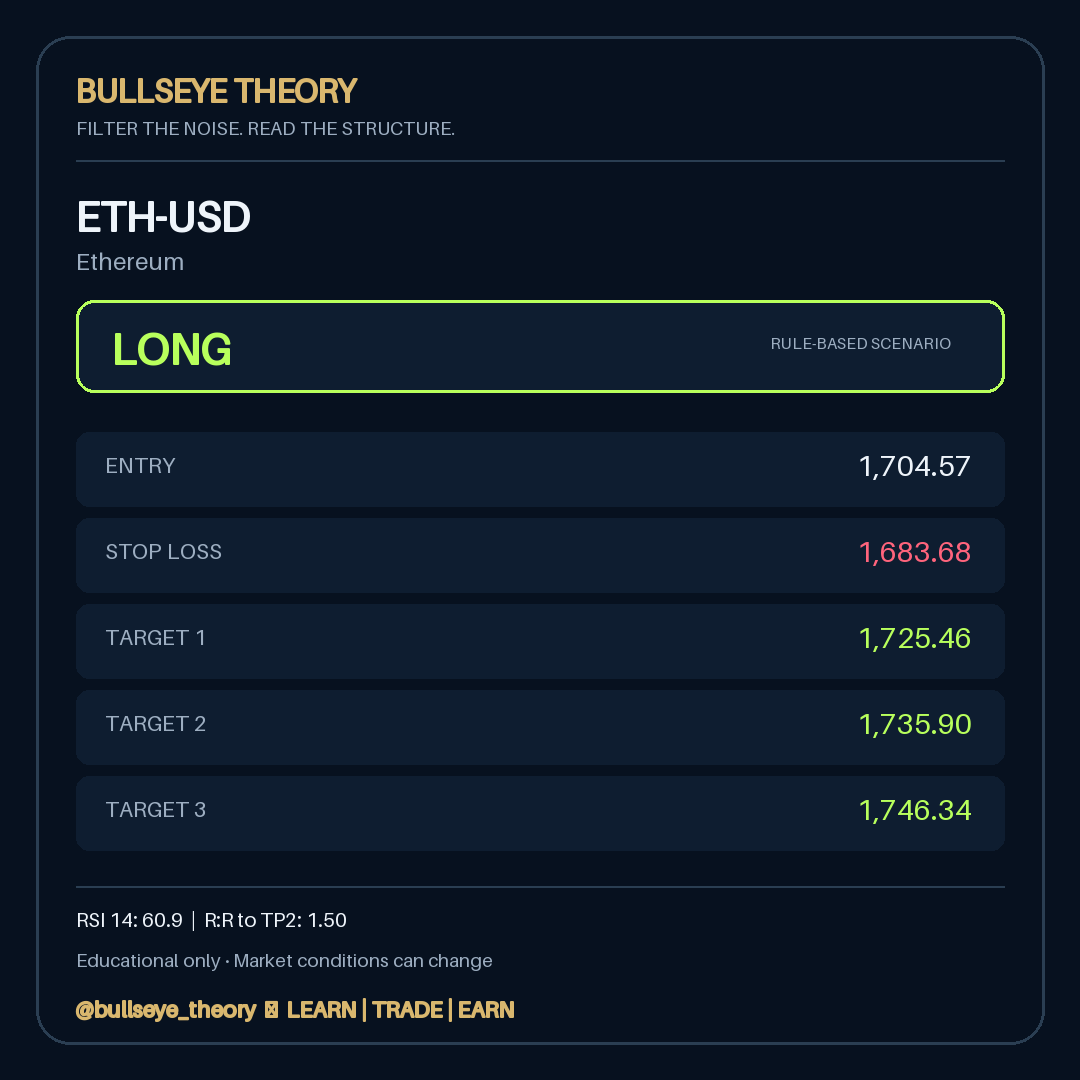 BULLSEYE THEORY
FILTER THE NOISE. READ THE STRUCTURE.
ETH-USD
Ethereum
LONG RULE-BASED SCENARIO
ENTRY 1,704.57
STOP LOSS 1,683.68
TARGET 1 1,725.46
TARGET 2 1,735.90
TARGET 3 1,746.34
RSI 14: 60.9 | R:R to TP2: 1.50
Educational only · Market conditions can change
@bullseye_theory LEARN | TRADE | EARN